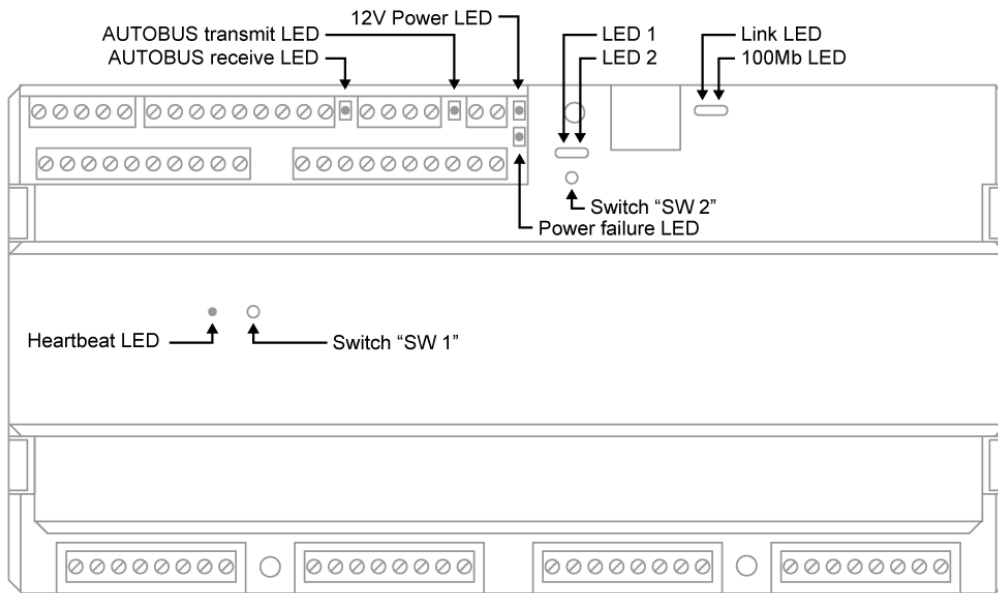 12V Power LED
AUTOBUS transmit LED
AUTOBUS receive LED
LED 1
LED 2
Link LED
100Mb LED
Switch “SW 2”
Power failure LED
Heartbeat LED
Switch “SW 1”